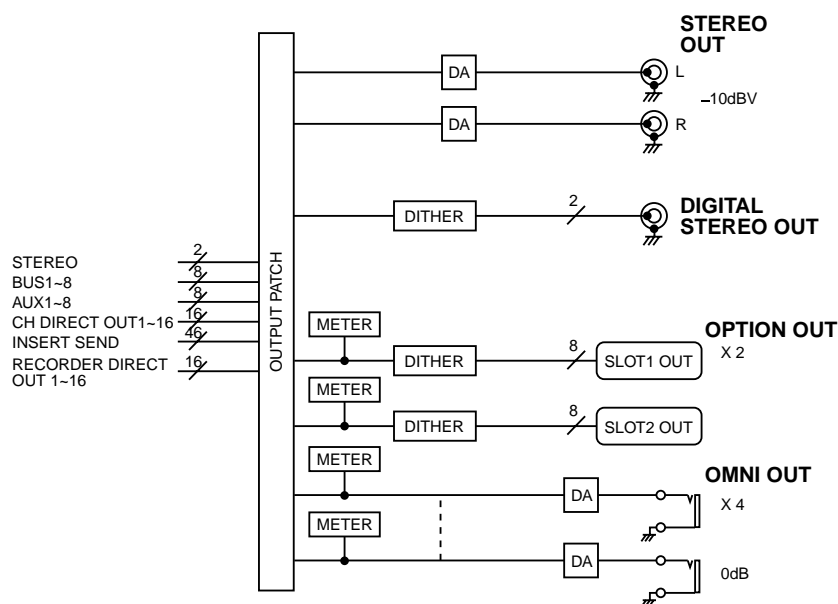 STEREO
OUT
DA
L
–10dBV
DA
R
2
DITHER
DIGITAL
STEREO OUT
OUTPUT PATCH
STEREO
2
BUS1~8
8
AUX1~8
8
CH DIRECT OUT1~16
16
INSERT SEND
46
RECORDER DIRECT
OUT 1~16
16
METER
OPTION OUT
X 2
DITHER
8
SLOT1 OUT
METER
DITHER
8
SLOT2 OUT
METER
OMNI OUT
X 4
DA
METER
DA
0dB